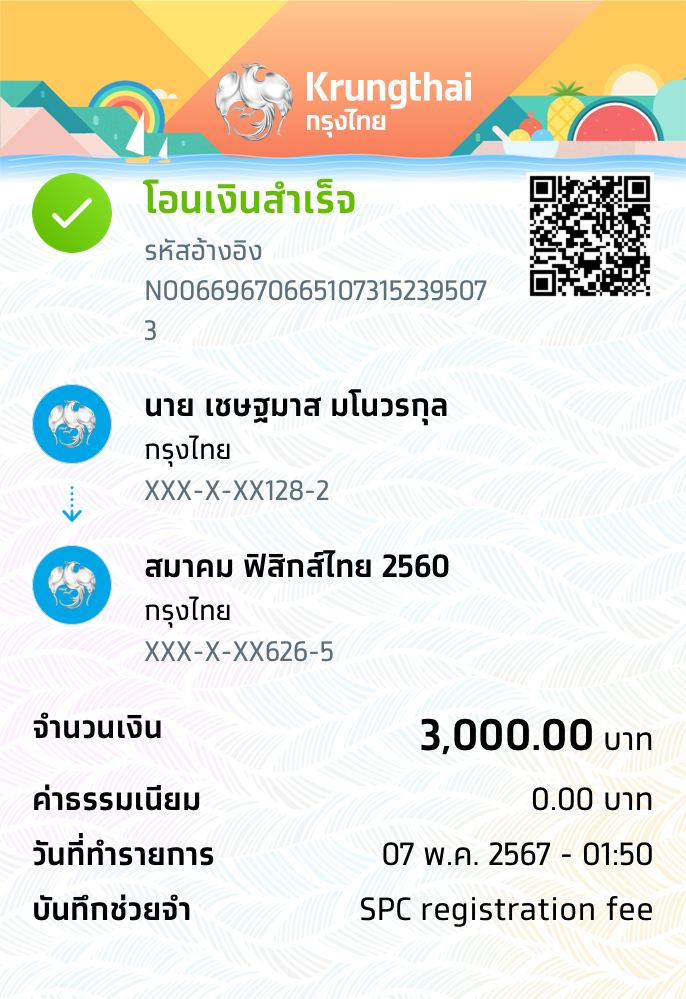 Krungthai
กรุงไทย
โอนเงินสำเร็จ
รหัสอ้างอิง
N00669670665107315239507
3
นาย เชษฐมาส มโนวรกุล
กรุงไทย
XXX-X-XX128-2
สมาคม ฟิสิกส์ไทย 2560
กรุงไทย
XXX-X-XX626-5
จำนวนเงิน 3,000.00 บาท
ค่าธรรมเนียม 0.00 บาท
วันที่ทำรายการ 07 พ.ค. 2567 - 01:50
บันทึกช่วยจำ SPC registration fee